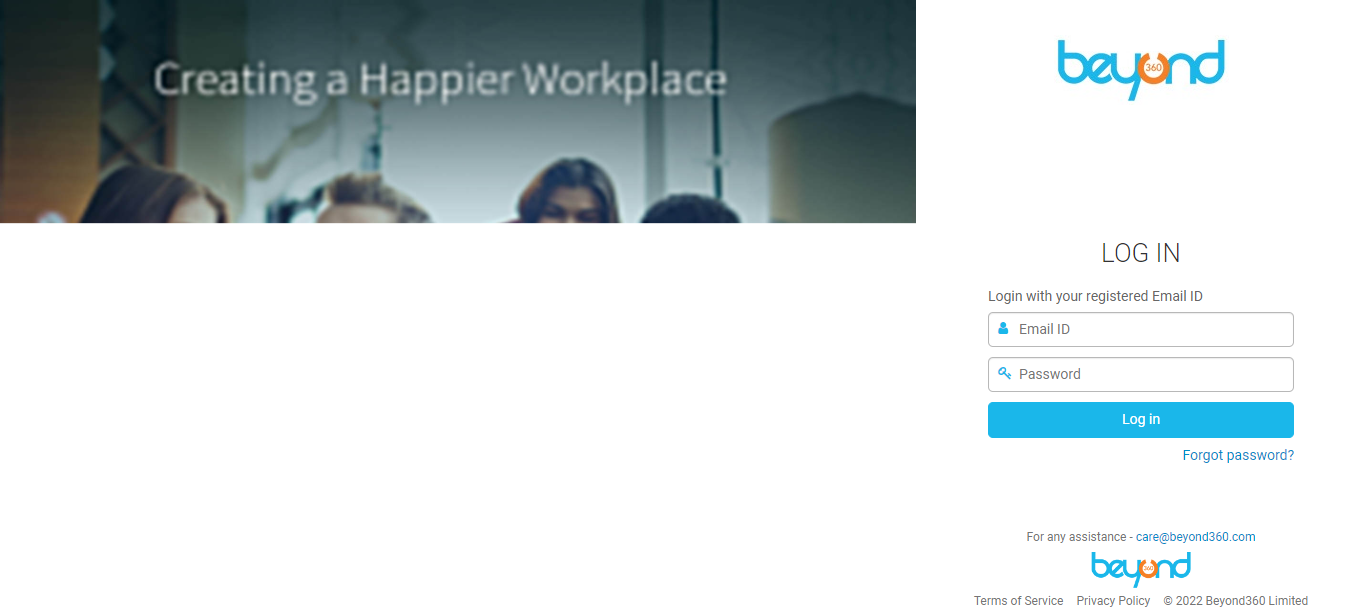 Creating a Happier Workplace
beyond
360
LOG IN
Login with your registered Email ID
Email ID
Password
Log in
Forgot password?
For any assistance - care@beyond360.com
beyond
360
Terms of Service Privacy Policy © 2022 Beyond360 Limited